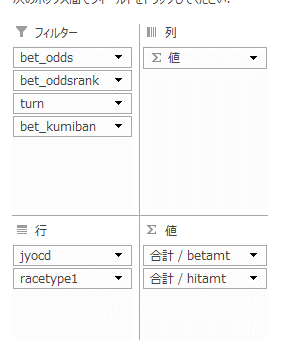 次のボックス間でフィールドをドラッグしてください:
フィルター
bet_odds
bet_oddsrank
turn
bet_kumiban
列
Σ 値
行
jyocd
racetype1
Σ 値
合計 / betamt
合計 / hitamt